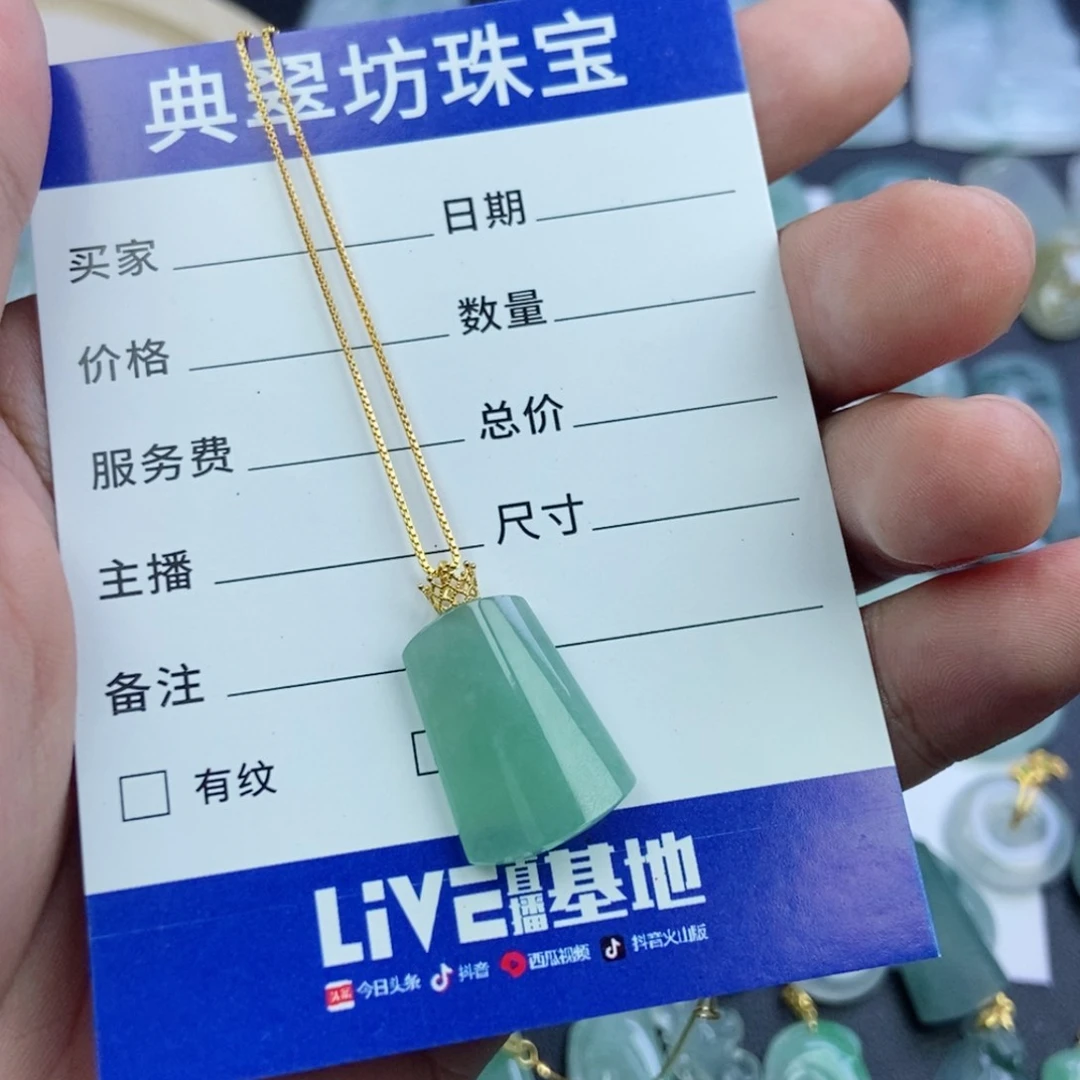 典翠坊珠宝
买家 日期
价格 数量
服务费 总价
主播 尺寸
备注
有纹
LiVE直播基地
头条 今日头条 抖音 西瓜视频 抖音火山版